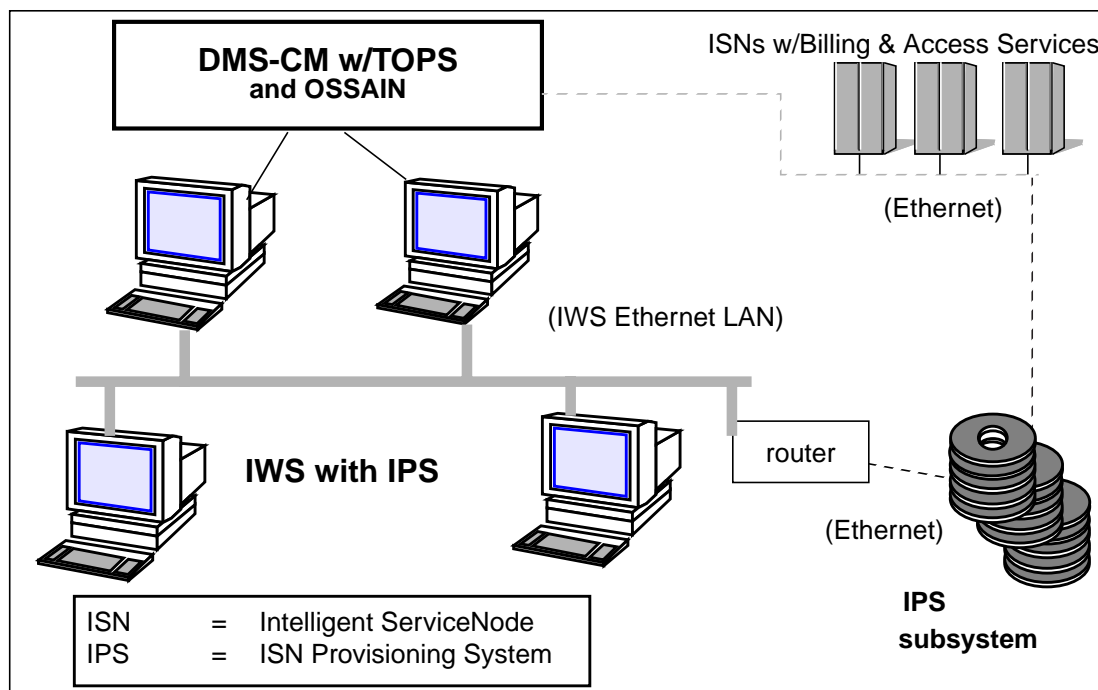 DMS-CM w/TOPS
and OSSAIN
ISNs w/Billing & Access Services
(Ethernet)
(IWS Ethernet LAN)
IWS with IPS
router
(Ethernet)
IPS
subsystem
ISN = Intelligent ServiceNode
IPS = ISN Provisioning System